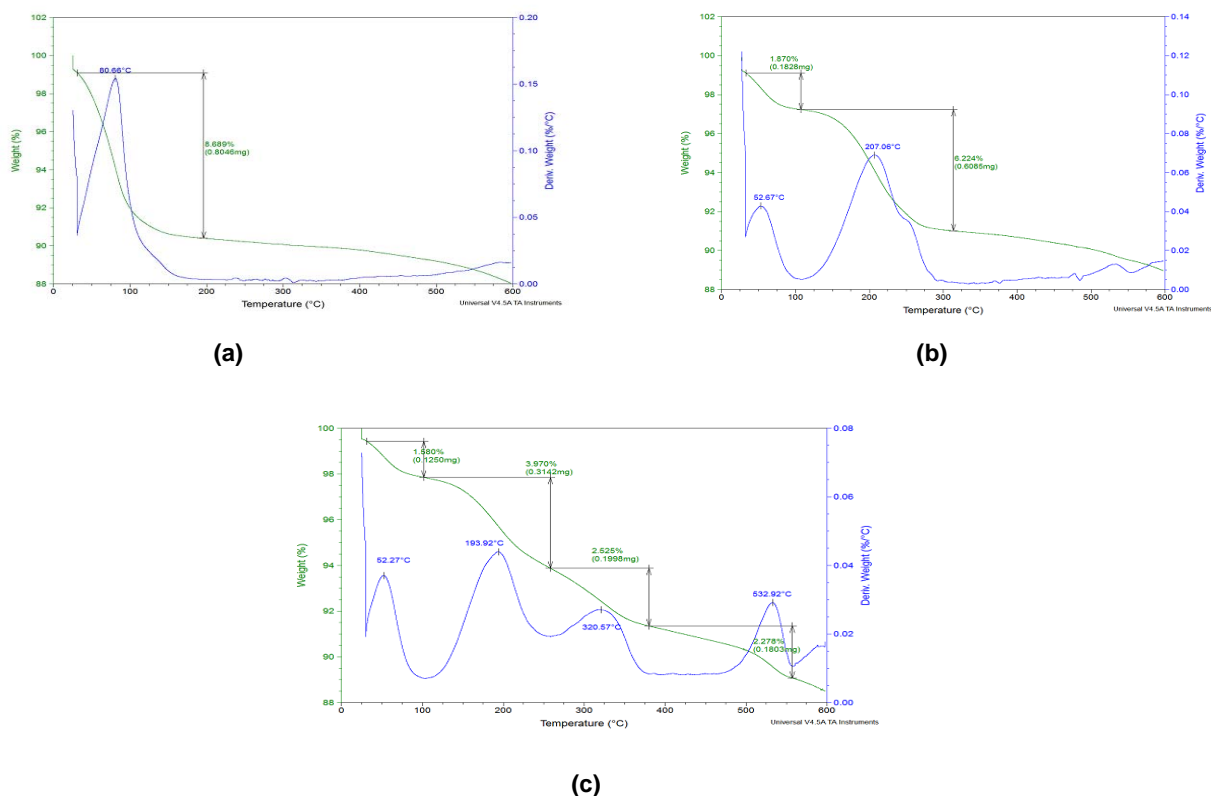 102
100
98
96
94
92
90
88
Weight (%)
80.66°C
8.689%
(0.8046mg)
0.20
0.15
0.10
0.05
0.00
Deriv. Weight (%/°C)
0
100
200
300
400
500
600
Temperature (°C)
Universal V4.5A TA Instruments
(a)
102
100
98
96
94
92
90
88
Weight (%)
1.870%
(0.1828mg)
52.67°C
207.06°C
6.224%
(0.6085mg)
0.14
0.12
0.10
0.08
0.06
0.04
0.02
0.00
Deriv. Weight (%/°C)
0
100
200
300
400
500
600
Temperature (°C)
Universal V4.5A TA Instruments
(b)
100
98
96
94
92
90
88
Weight (%)
1.580%
(0.1250mg)
3.970%
(0.3142mg)
52.27°C
193.92°C
2.525%
(0.1998mg)
320.57°C
532.92°C
2.278%
(0.1803mg)
0.08
0.06
0.04
0.02
0.00
Deriv. Weight (%/°C)
0
100
200
300
400
500
600
Temperature (°C)
Universal V4.5A TA Instruments
(c)